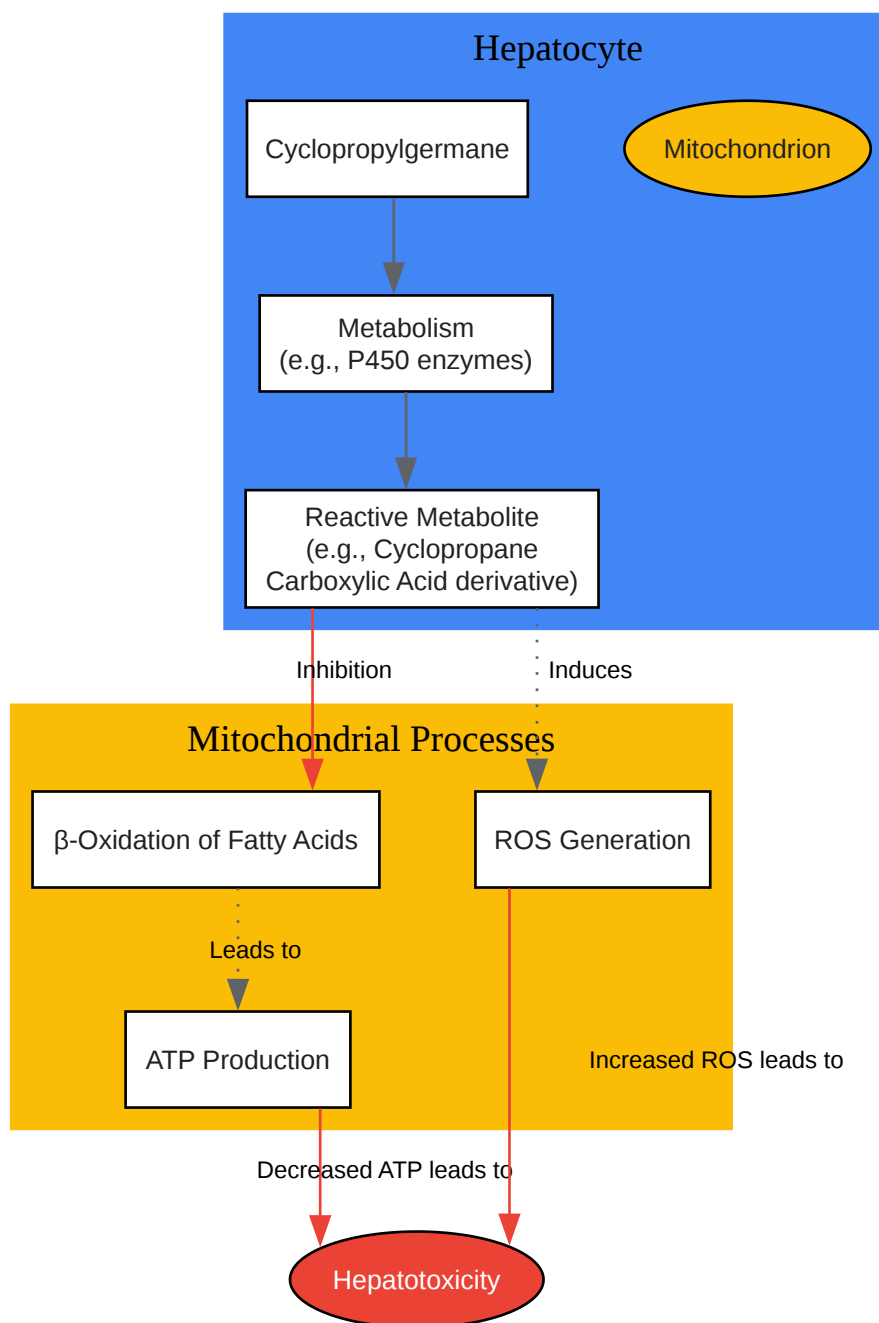 Hepatocyte
Cyclopropylgermane
Mitochondrion
Metabolism
(e.g., P450 enzymes)
Reactive Metabolite
(e.g., Cyclopropane
Carboxylic Acid derivative)
Inhibition
Induces
Mitochondrial Processes
β-Oxidation of Fatty Acids
ROS Generation
Leads to
ATP Production
Increased ROS leads to
Decreased ATP leads to
Hepatotoxicity